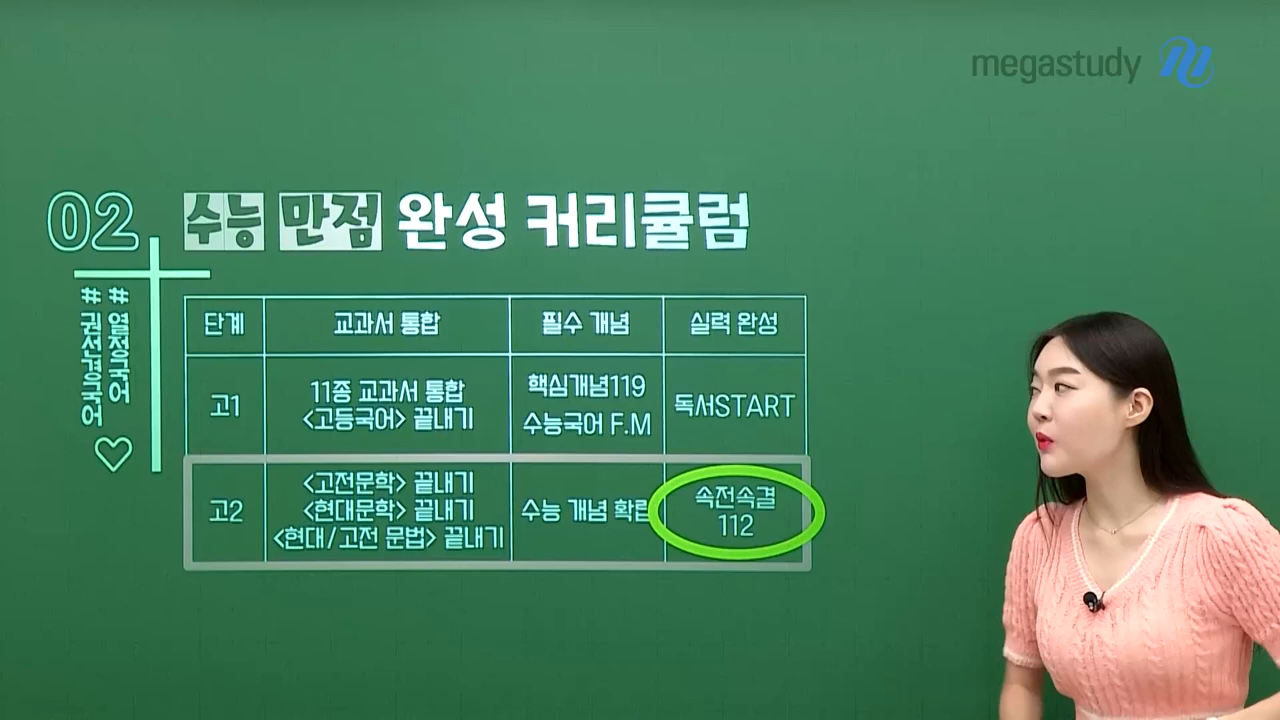 megastudy
02
수능 만점 완성 커리큘럼
#열정국어
#권선경국어
단계 교과서 통합 필수 개념 실력 완성
고1
11종 교과서 통합
<고등국어> 끝내기
핵심개념119
수능국어 F.M
독서START
고2
<고전문학> 끝내기
<현대문학> 끝내기
<현대/고전 문법> 끝내기
수능 개념 확립
속전속결
112